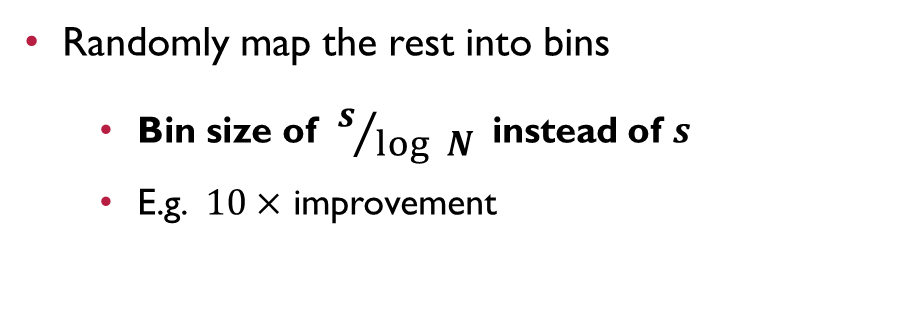 • Randomly map the rest into bins
• Bin size of s/log N instead of s
• E.g. 10 × improvement